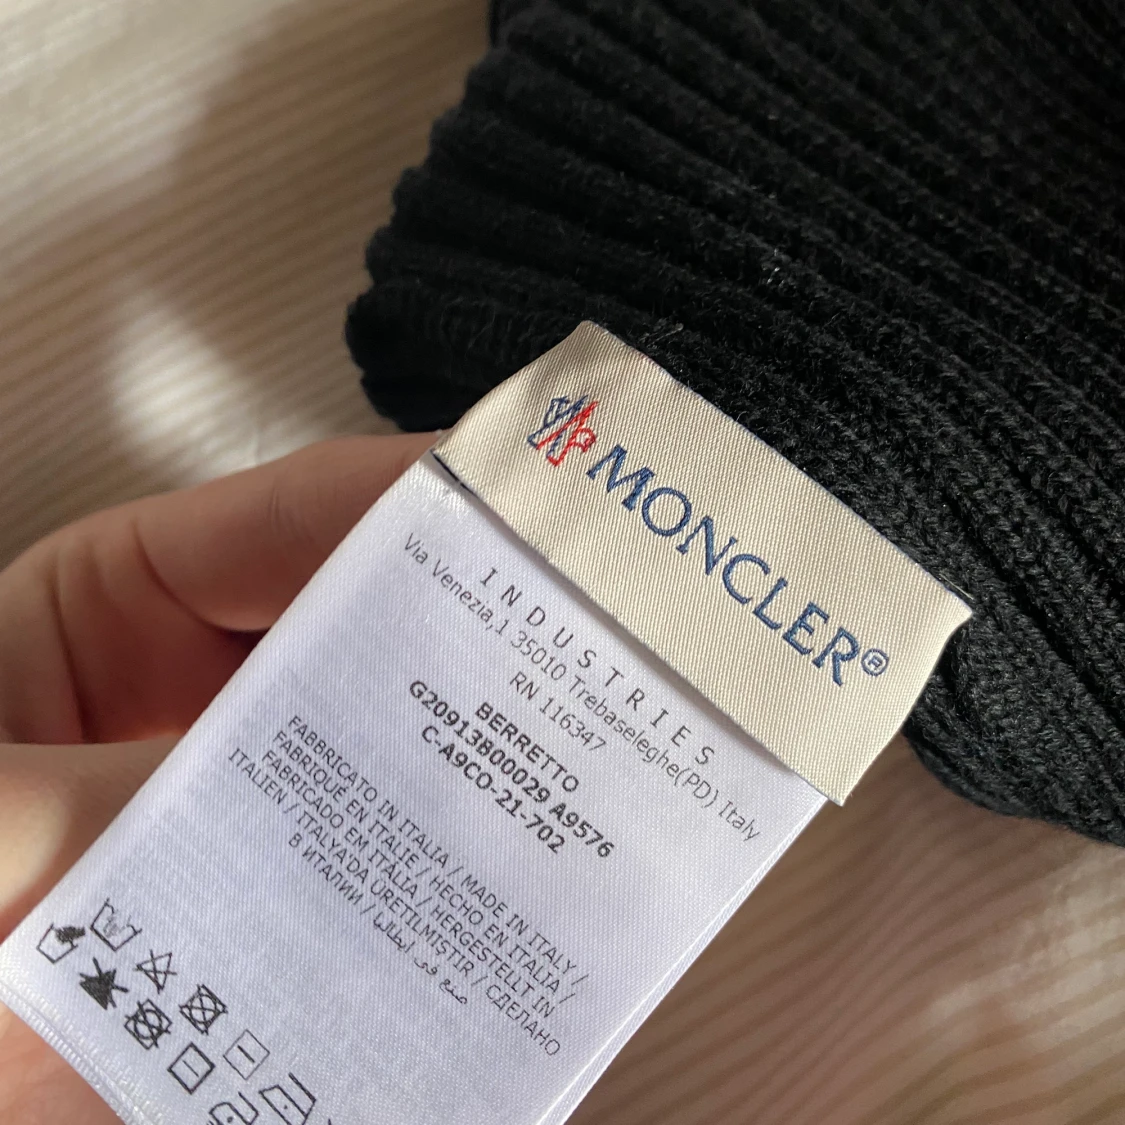 MONCLER®
INDUSTRIES
Via Venezia,1 35010 Trebaseleghe(PD) Italy
RN 116347
BERRETTO
G20913B00029 A9576
C-A9CO-21-702
FABBRICATO IN ITALIA / MADE IN ITALY /
FABRIQUÉ EN ITALIE / HECHO EN ITALIA /
FABRICADO EM ITÁLIA / HERGESTELLT IN
ITALIEN / ITALYA'DA ÜRETILMIŞTIR / СДЕЛАНО
В ИТАЛИИ / صنع في ايطاليا